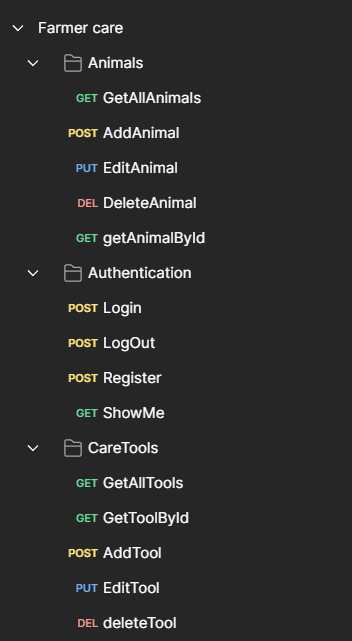 Farmer care
Animals
GET GetAllAnimals
POST AddAnimal
PUT EditAnimal
DEL DeleteAnimal
GET getAnimalById
Authentication
POST Login
POST LogOut
POST Register
GET ShowMe
CareTools
GET GetAllTools
GET GetToolById
POST AddTool
PUT EditTool
DEL deleteTool